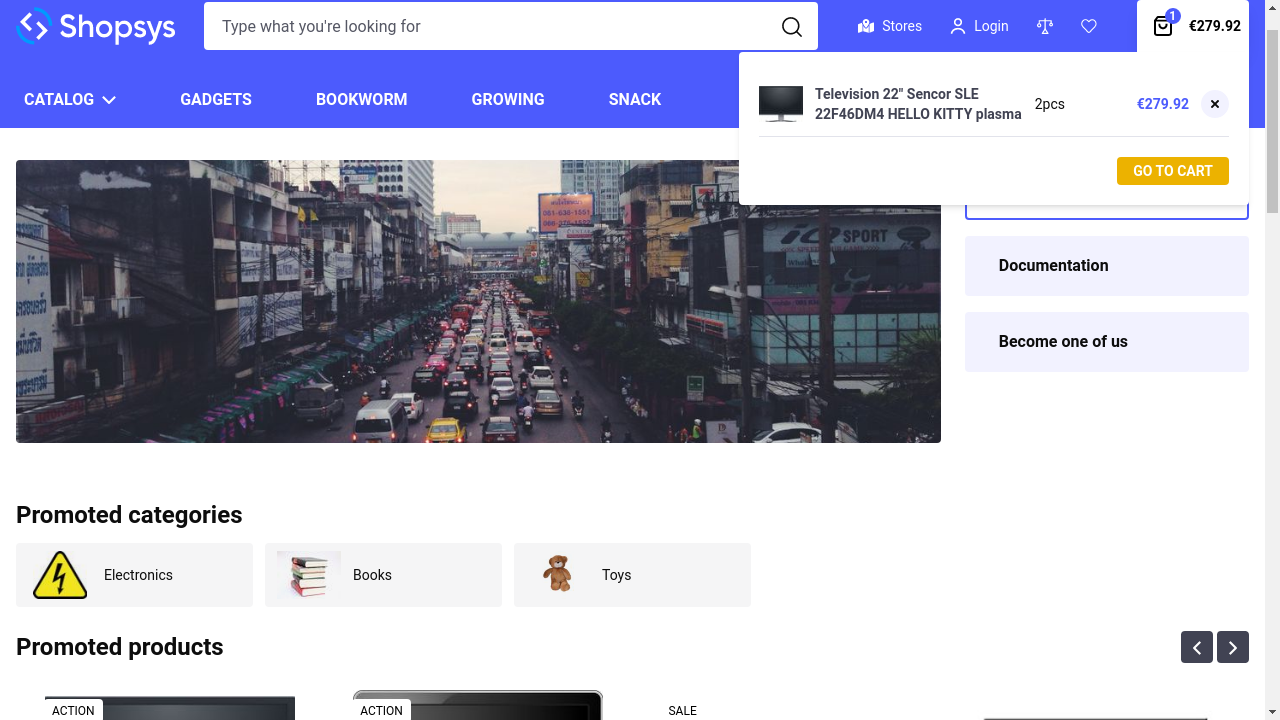 Shopsys
Type what you're looking for
Stores
Login
1
€279.92
CATALOG
GADGETS
BOOKWORM
GROWING
SNACK
Television 22" Sencor SLE
22F46DM4 HELLO KITTY plasma
2pcs
€279.92
GO TO CART
SPORT
Documentation
Become one of us
Promoted categories
Electronics
Books
Toys
Promoted products
ACTION
ACTION
SALE